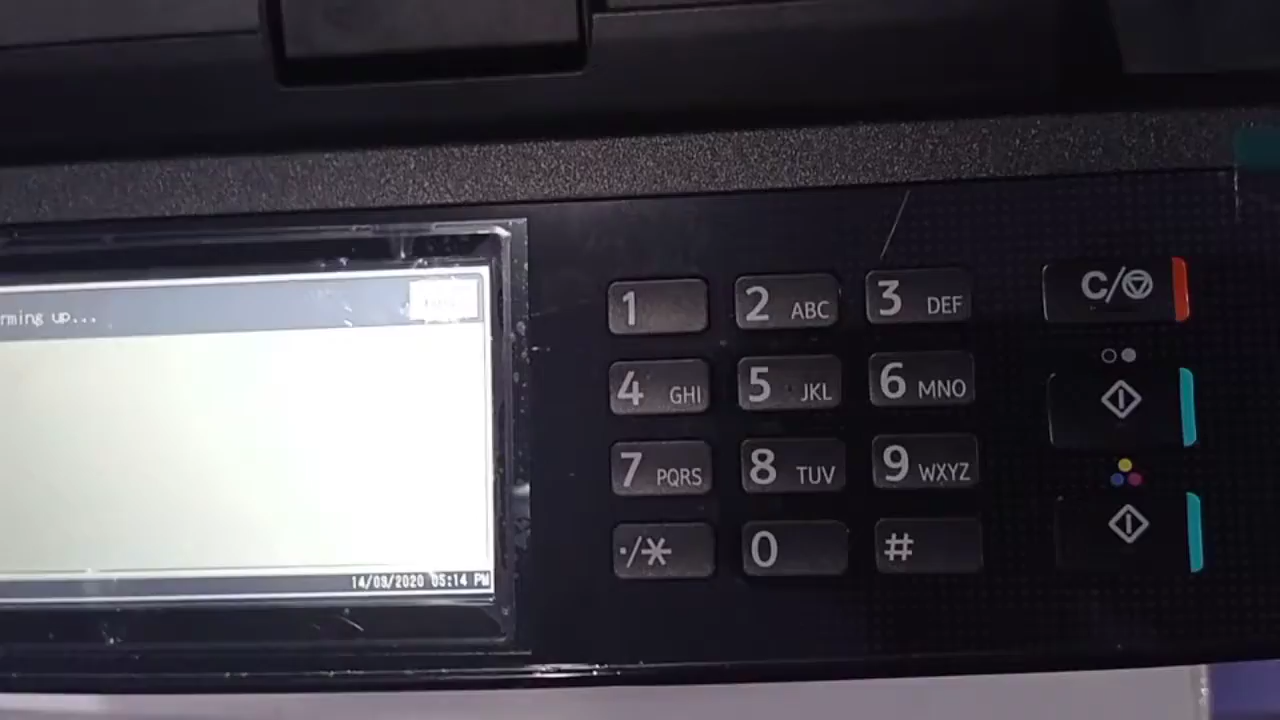 rming up...
1
2 ABC
3 DEF
C/
4 GHI
5 JKL
6 MNO
7 PQRS
8 TUV
9 WXYZ
./*
0
#
14/09/2020 05:14 PM